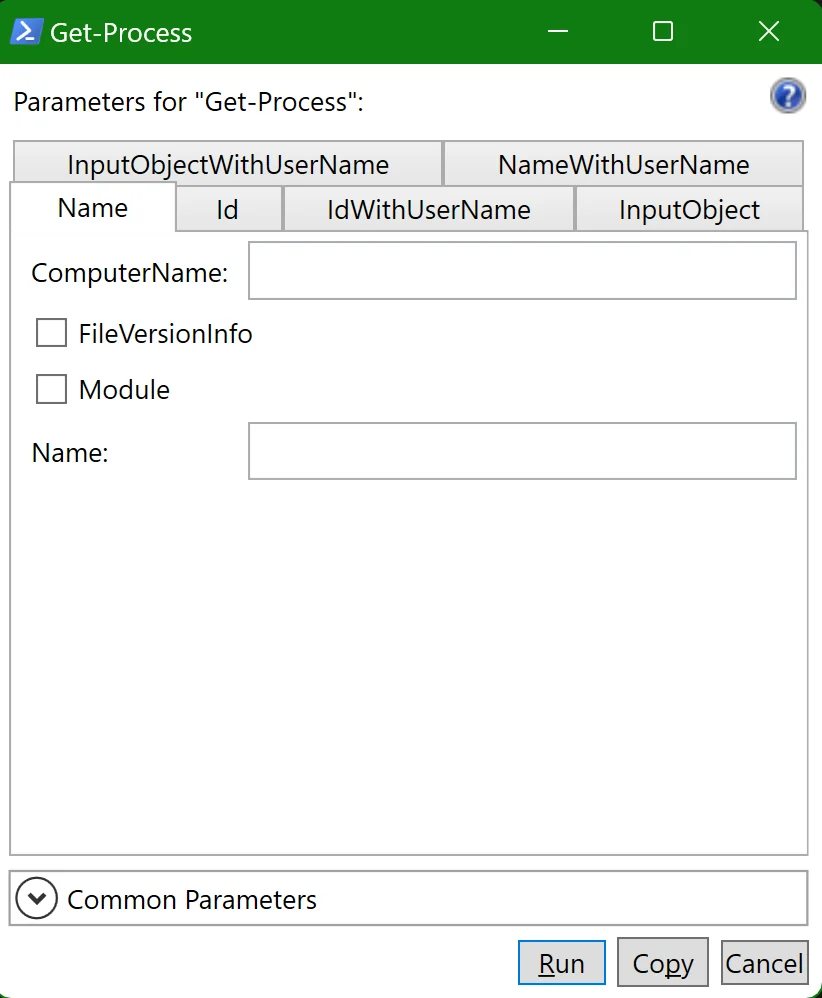 Get-Process
Parameters for "Get-Process":
InputObjectWithUserName NameWithUserName
Name Id IdWithUserName InputObject
ComputerName:
FileVersionInfo
Module
Name:
Common Parameters
Run Copy Cancel